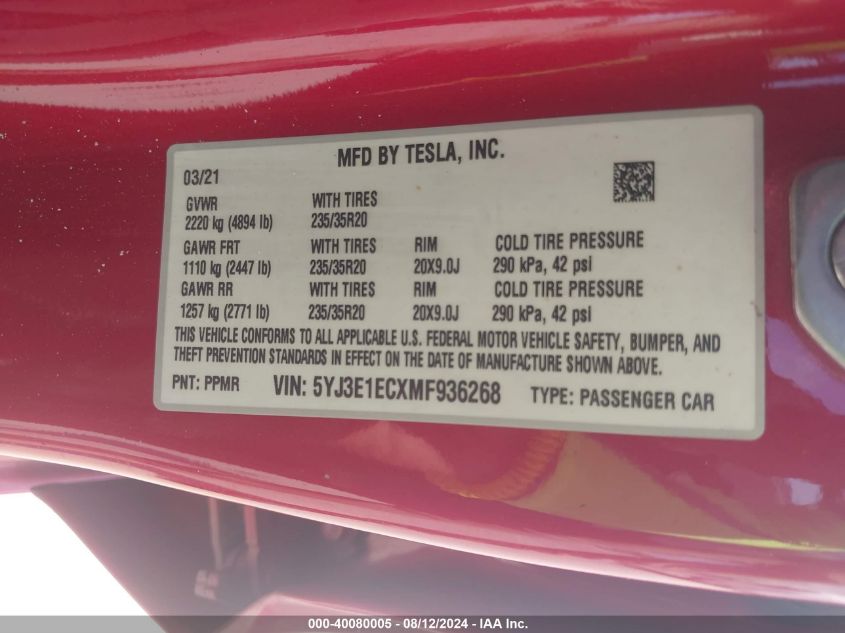 MFD BY TESLA, INC.
03/21
GVWR WITH TIRES
2220 kg (4894 lb) 235/35R20
GAWR FRT WITH TIRES RIM COLD TIRE PRESSURE
1110 kg (2447 lb) 235/35R20 20X9.0J 290 kPa, 42 psi
GAWR RR WITH TIRES RIM COLD TIRE PRESSURE
1257 kg (2771 lb) 235/35R20 20X9.0J 290 kPa, 42 psi
THIS VEHICLE CONFORMS TO ALL APPLICABLE U.S. FEDERAL MOTOR VEHICLE SAFETY, BUMPER, AND
THEFT PREVENTION STANDARDS IN EFFECT ON THE DATE OF MANUFACTURE SHOWN ABOVE.
PNT: PPMR VIN: 5YJ3E1ECXMF936268 TYPE: PASSENGER CAR
000-40080005 - 08/12/2024 - IAA Inc.